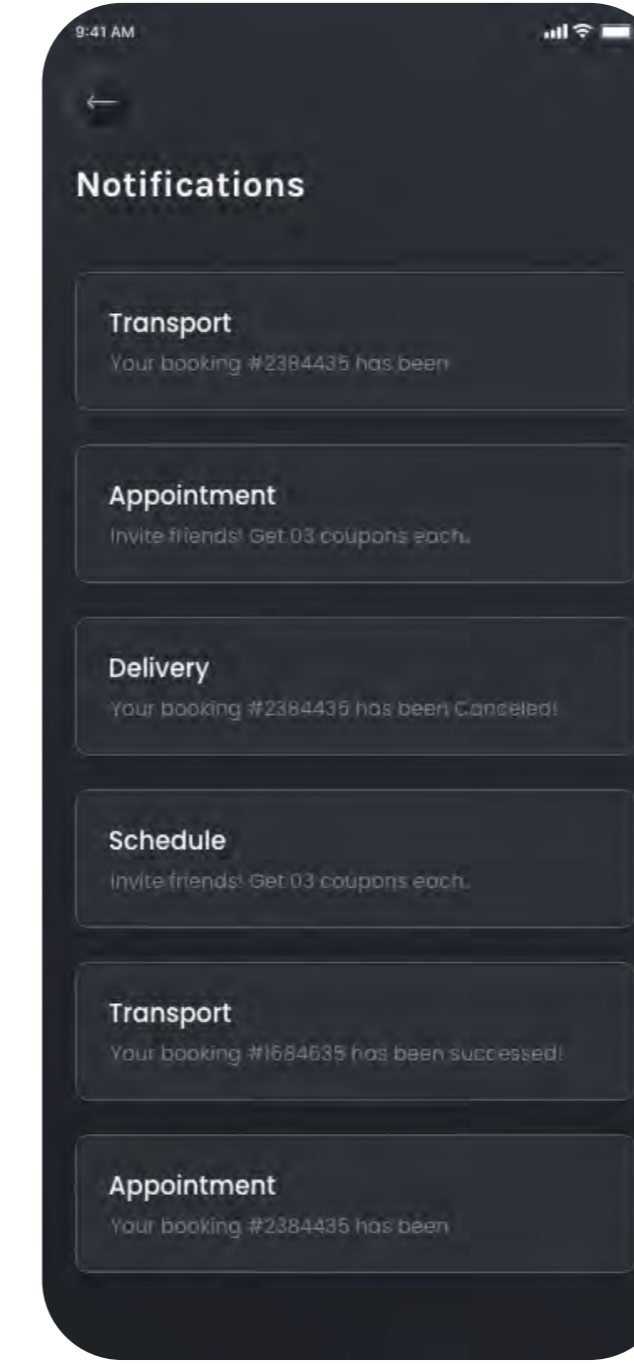 9:41 AM
Notifications
Transport
Your booking #2384435 has been
Appointment
Invite friends! Get 03 coupons each.
Delivery
Your booking #2384435 has been Canceled!
Schedule
Invite friends! Get 03 coupons each.
Transport
Your booking #1684635 has been successed!
Appointment
Your booking #2384435 has been